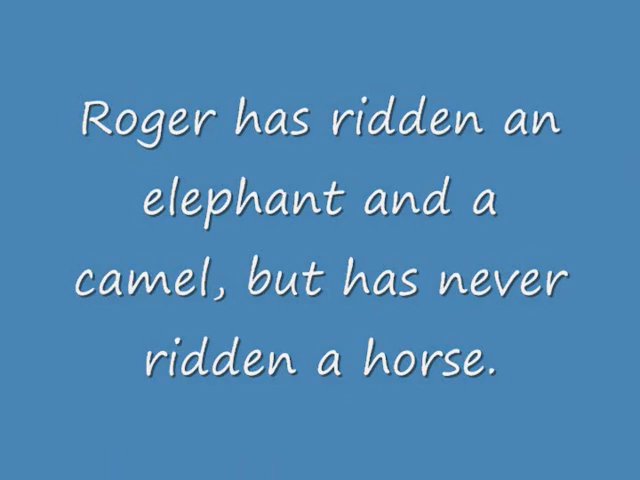 Roger has ridden an
elephant and a
camel, but has never
ridden a horse.